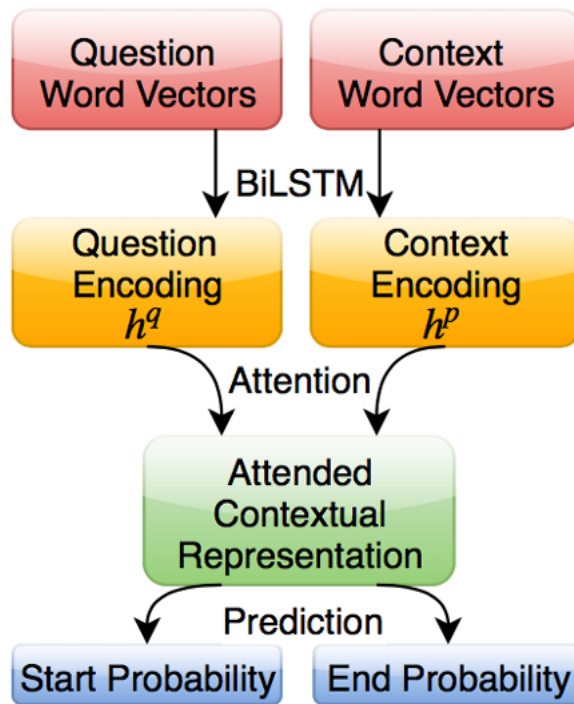 Question
Word Vectors
Context
Word Vectors
BiLSTM
Question
Encoding
h^q
Context
Encoding
h^p
Attention
Attended
Contextual
Representation
Prediction
Start Probability
End Probability